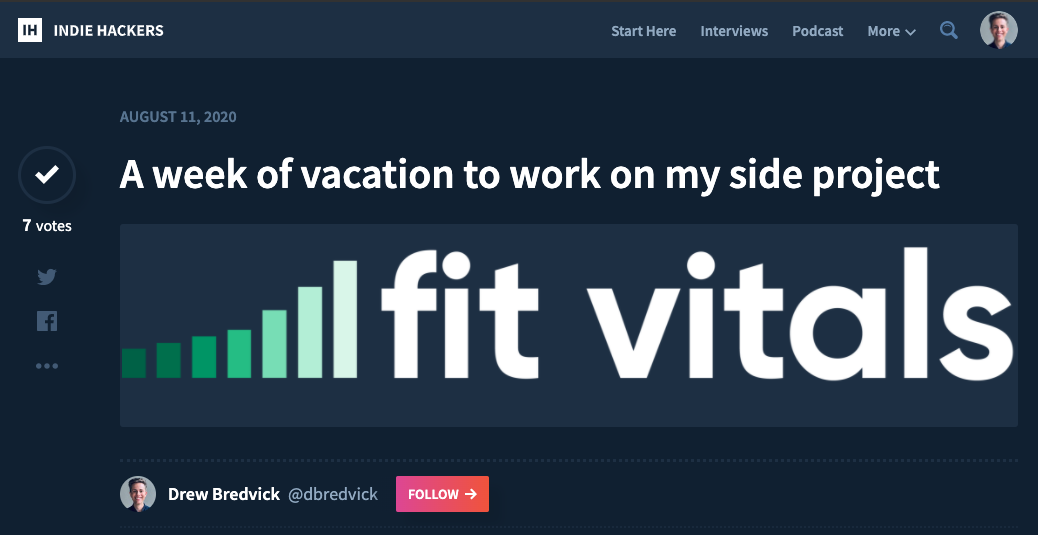 IH INDIE HACKERS Start Here Interviews Podcast More
AUGUST 11, 2020
A week of vacation to work on my side project
7 votes
fit vitals
Drew Bredvick @dbredvick FOLLOW →